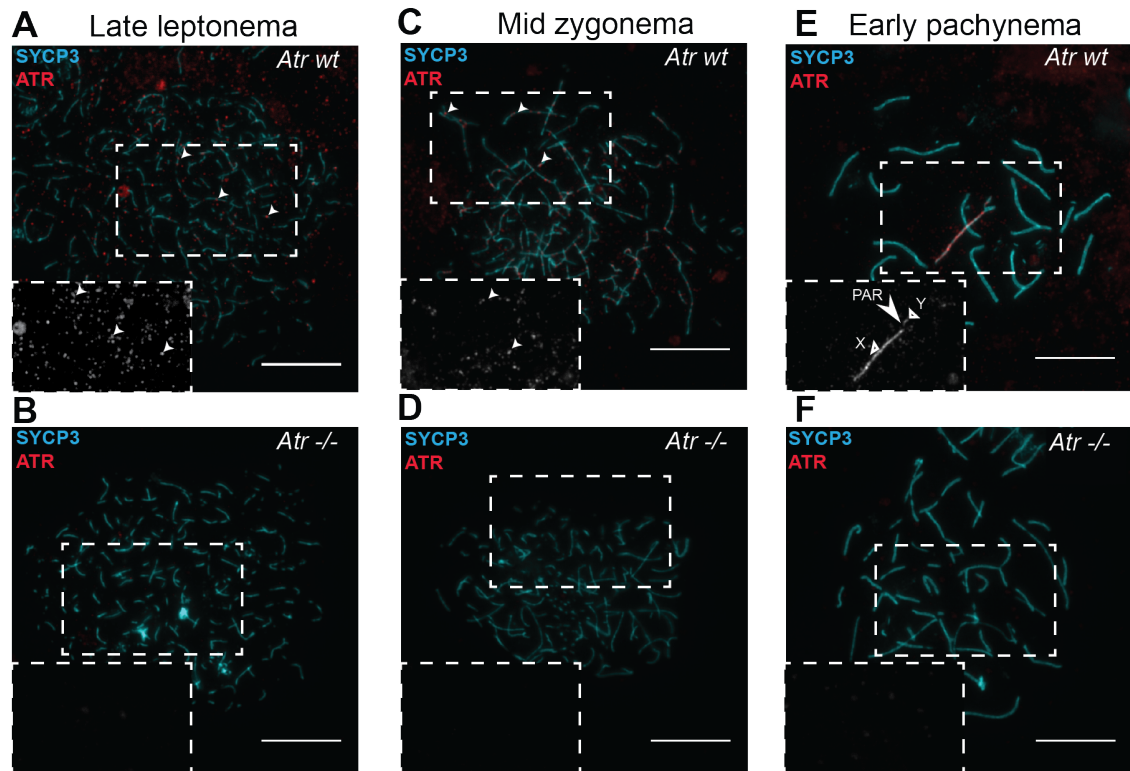 A
Late leptonema
SYCP3
ATR
Atr wt
C
Mid zygonema
SYCP3
ATR
Atr wt
E
Early pachynema
SYCP3
ATR
Atr wt
PAR
Y
X
B
SYCP3
ATR
Atr -/-
D
SYCP3
ATR
Atr -/-
F
SYCP3
ATR
Atr -/-